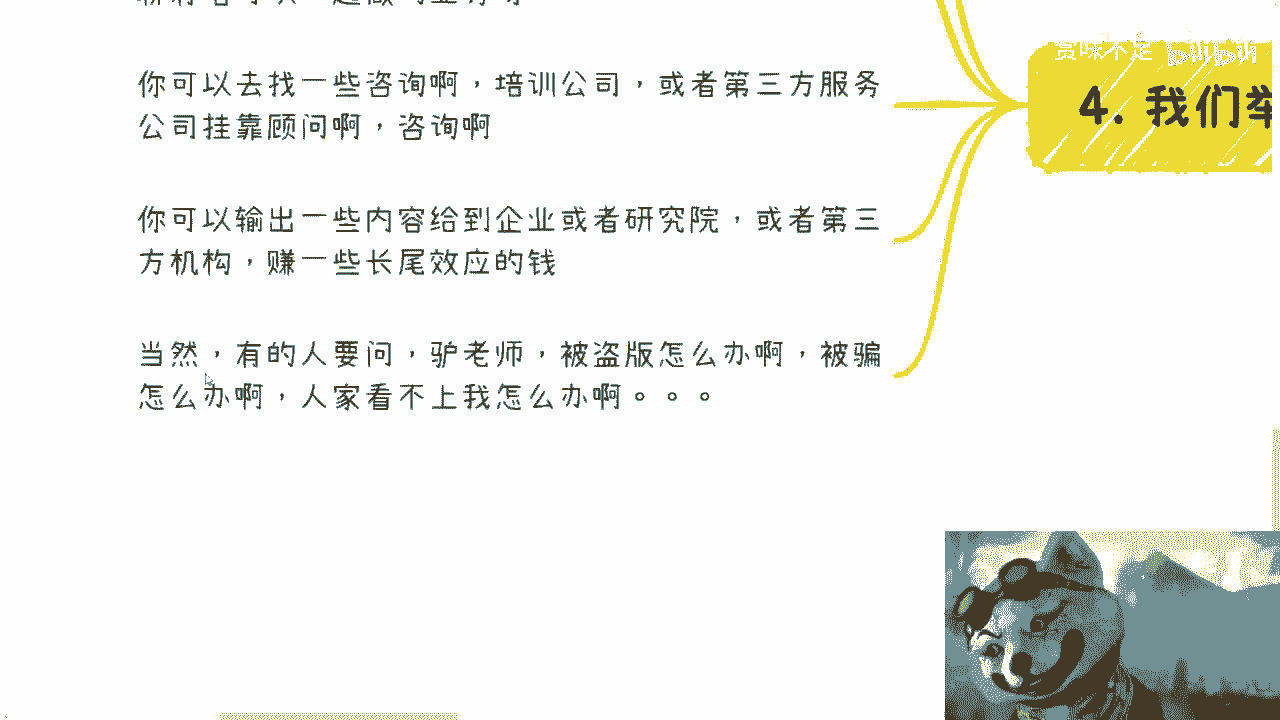 你可以去找一些咨询啊，培训公司，或者第三方服务
公司挂靠顾问啊，咨询啊
你可以输出一些内容给到企业或者研究院，或者第三
方机构，赚一些长尾效应的钱
当然，有的人要问，驴老师，被盗版怎么办啊，被骗
怎么办啊，人家看不上我怎么办啊。。。
赏味不足 bilibili
4. 我们举